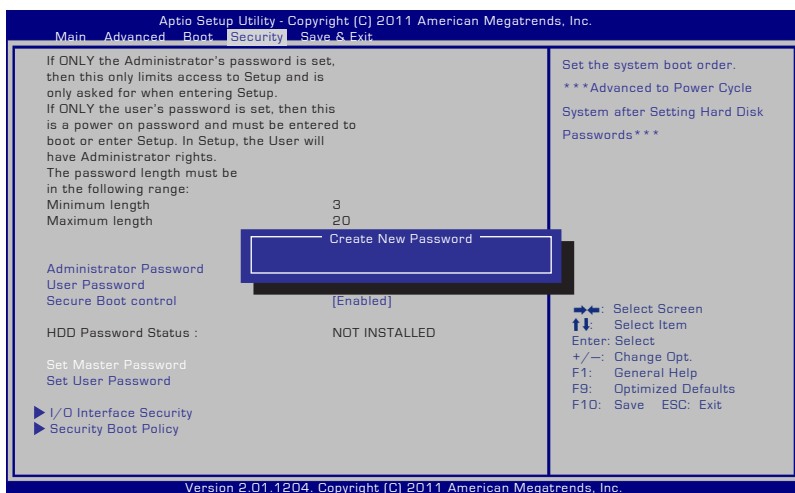 Aptio Setup Utility - Copyright (C) 2011 American Megatrends, Inc.
Main Advanced Boot Security Save & Exit
If ONLY the Administrator's password is set,
then this only limits access to Setup and is
only asked for when entering Setup.
If ONLY the user's password is set, then this
is a power on password and must be entered to
boot or enter Setup. In Setup, the User will
have Administrator rights.
The password length must be
in the following range:
Minimum length 3
Maximum length 20
Create New Password
Administrator Password
User Password
Secure Boot control [Enabled]
HDD Password Status : NOT INSTALLED
Set Master Password
Set User Password
I/O Interface Security
Security Boot Policy
Set the system boot order.
***Advanced to Power Cycle
System after Setting Hard Disk
Passwords***
→←: Select Screen
↑↓: Select Item
Enter: Select
+/—: Change Opt.
F1: General Help
F9: Optimized Defaults
F10: Save ESC: Exit
Version 2.01.1204. Copyright (C) 2011 American Megatrends, Inc.